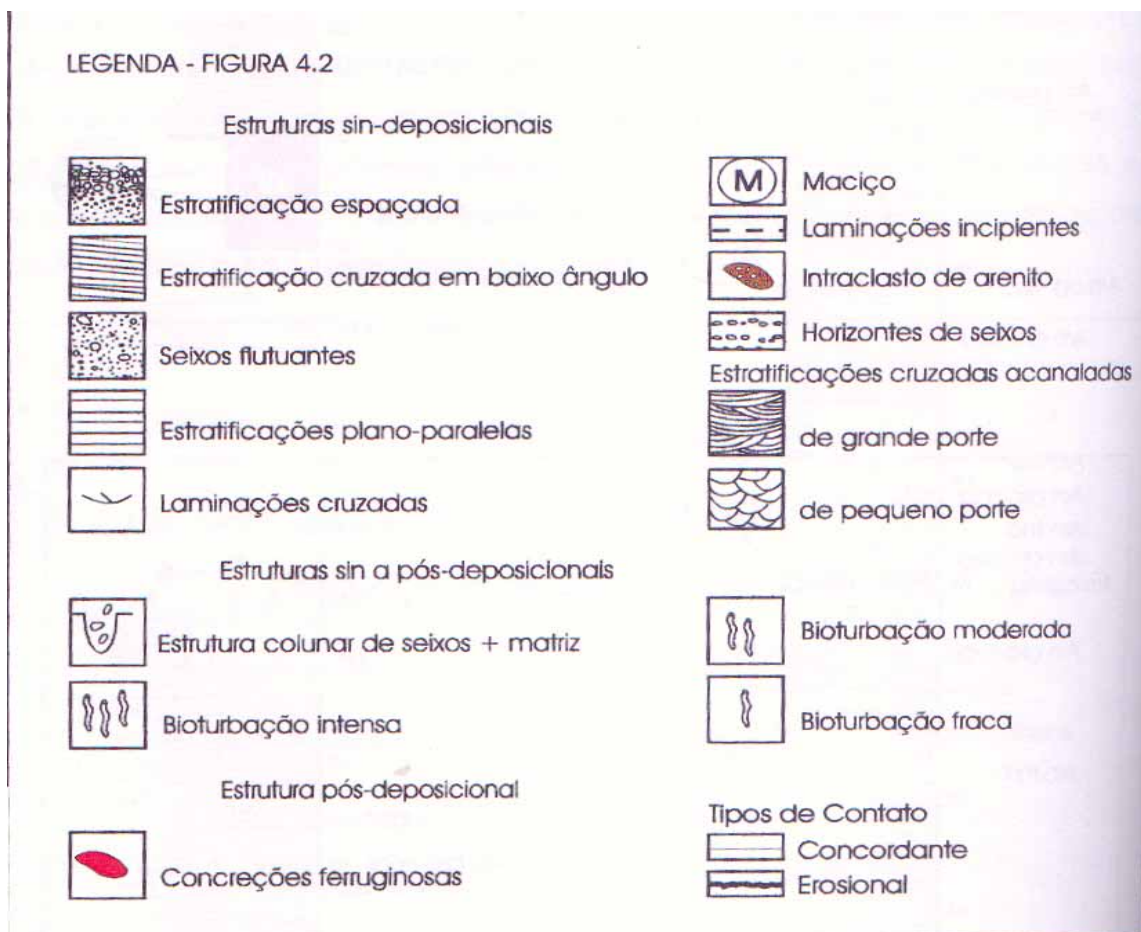 LEGENDA - FIGURA 4.2
Estruturas sin-deposicionais
Estratificação espaçada
Estratificação cruzada em baixo ângulo
Seixos flutuantes
Estratificações plano-paralelas
Laminações cruzadas
M
Maciço
Laminações incipientes
Intraclasto de arenito
Horizontes de seixos
Estratificações cruzadas acanaladas
de grande porte
de pequeno porte
Estruturas sin a pós-deposicionais
Estrutura colunar de seixos + matriz
Bioturbação intensa
Bioturbação moderada
Bioturbação fraca
Estrutura pós-deposicional
Concreções ferruginosas
Tipos de Contato
Concordante
Erosional